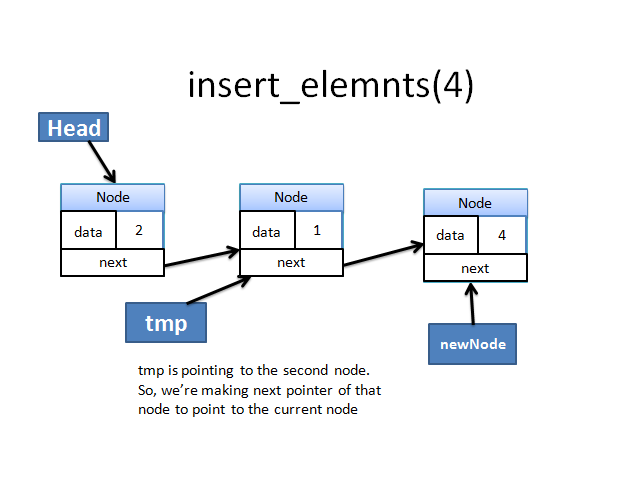 insert_elemnts(4)
Head
Node
data 2
next
Node
data 1
next
Node
data 4
next
tmp
newNode
tmp is pointing to the second node.
So, we’re making next pointer of that
node to point to the current node